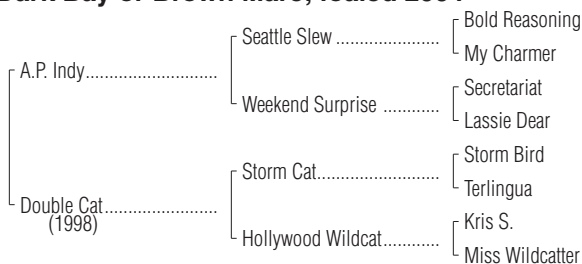 Dark Bay or Brown Mare; foaled
Bold Reasoning
Seattle Slew ...................
My Charmer
A.P. Indy........................
Secretariat
Weekend Surprise ............
Lassie Dear
Storm Bird
Storm Cat........................
Terlingua
Double Cat.....................
(1998)
Kris S.
Hollywood Wildcat............
Miss Wildcatter